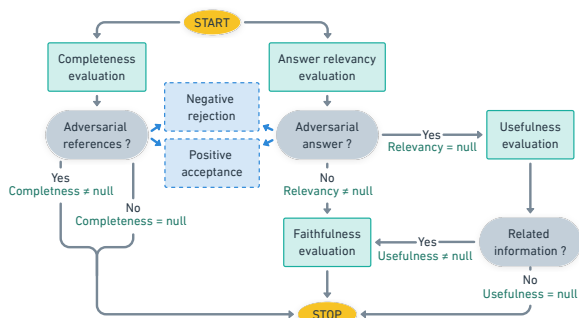 START
Completeness
evaluation
Answer relevancy
evaluation
Negative
rejection
Positive
acceptance
Adversarial
references ?
Adversarial
answer ?
Yes
Relevancy = null
Usefulness
evaluation
Yes
Completness ≠ null
No
Completeness = null
No
Relevancy ≠ null
Faithfulness
evaluation
Yes
Usefulness ≠ null
Related
information ?
No
Usefulness = null
STOP